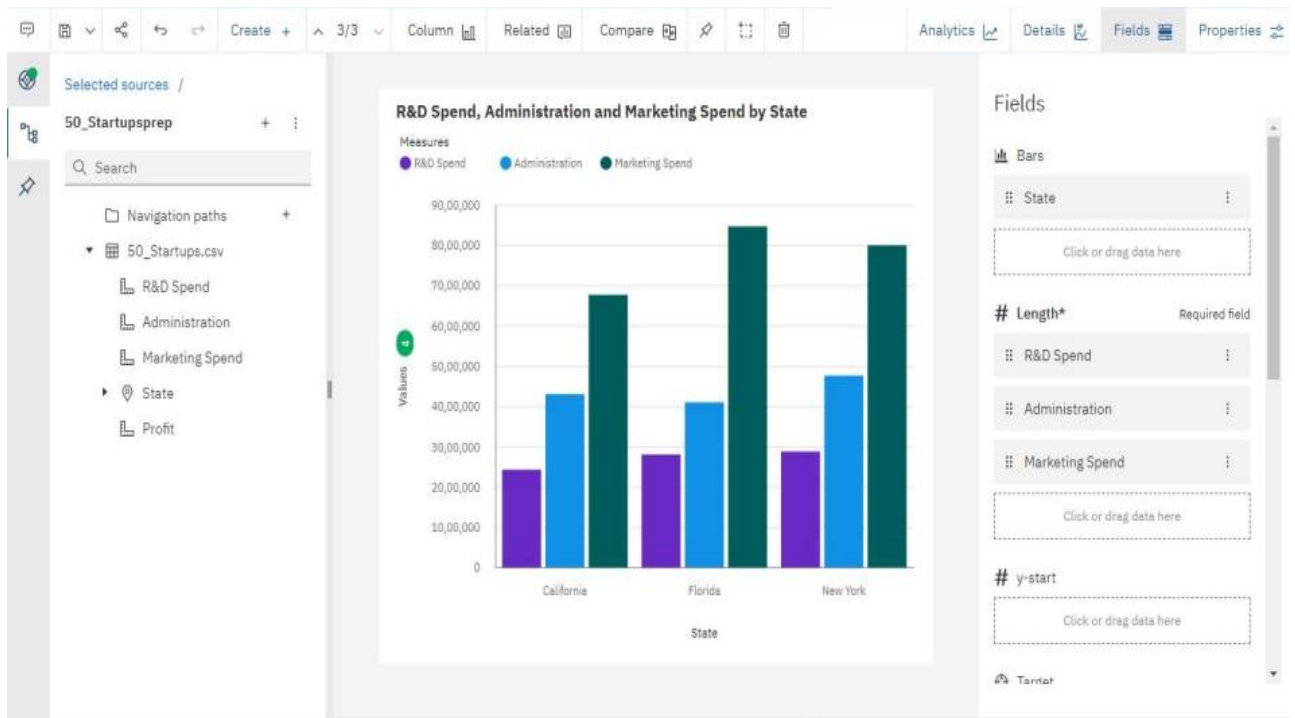 Create + 3/3 Column Related Compare Analytics Details Fields Properties
Selected sources /
50_Startupsprep +
Search
Navigation paths +
50_Startups.csv
R&D Spend
Administration
Marketing Spend
State
Profit
R&D Spend, Administration and Marketing Spend by State
Measures
R&D Spend Administration Marketing Spend
90,00,000
80,00,000
70,00,000
60,00,000
50,00,000
40,00,000
30,00,000
20,00,000
10,00,000
0
Values
California Florida New York
State
Fields
Bars
State
Click or drag data here
# Length* Required field
R&D Spend
Administration
Marketing Spend
Click or drag data here
# y-start
Click or drag data here
Target